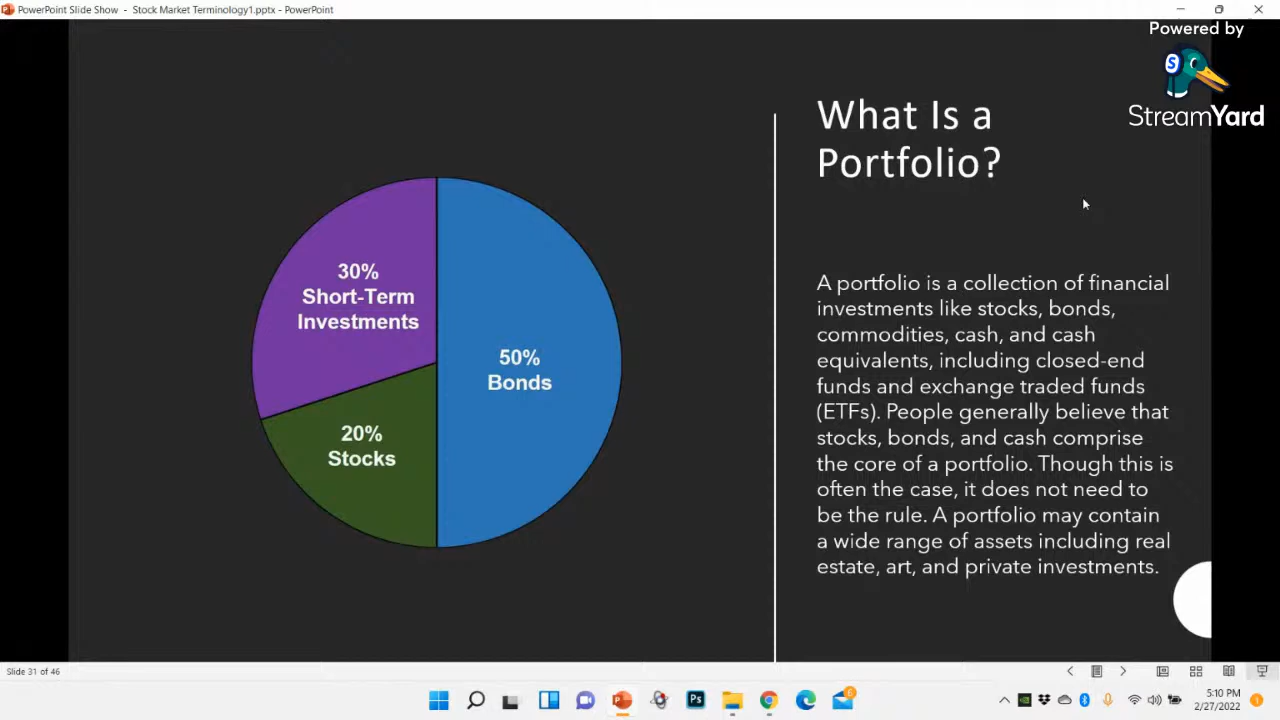 PowerPoint Slide Show - Stock Market Terminology1.pptx - PowerPoint
Powered by
S
StreamYard
What Is a
Portfolio?
30%
Short-Term
Investments
50%
Bonds
20%
Stocks
A portfolio is a collection of financial
investments like stocks, bonds,
commodities, cash, and cash
equivalents, including closed-end
funds and exchange traded funds
(ETFs). People generally believe that
stocks, bonds, and cash comprise
the core of a portfolio. Though this is
often the case, it does not need to
be the rule. A portfolio may contain
a wide range of assets including real
estate, art, and private investments.
Slide 31 of 46
Ps
6
5:10 PM
2/27/2022
1